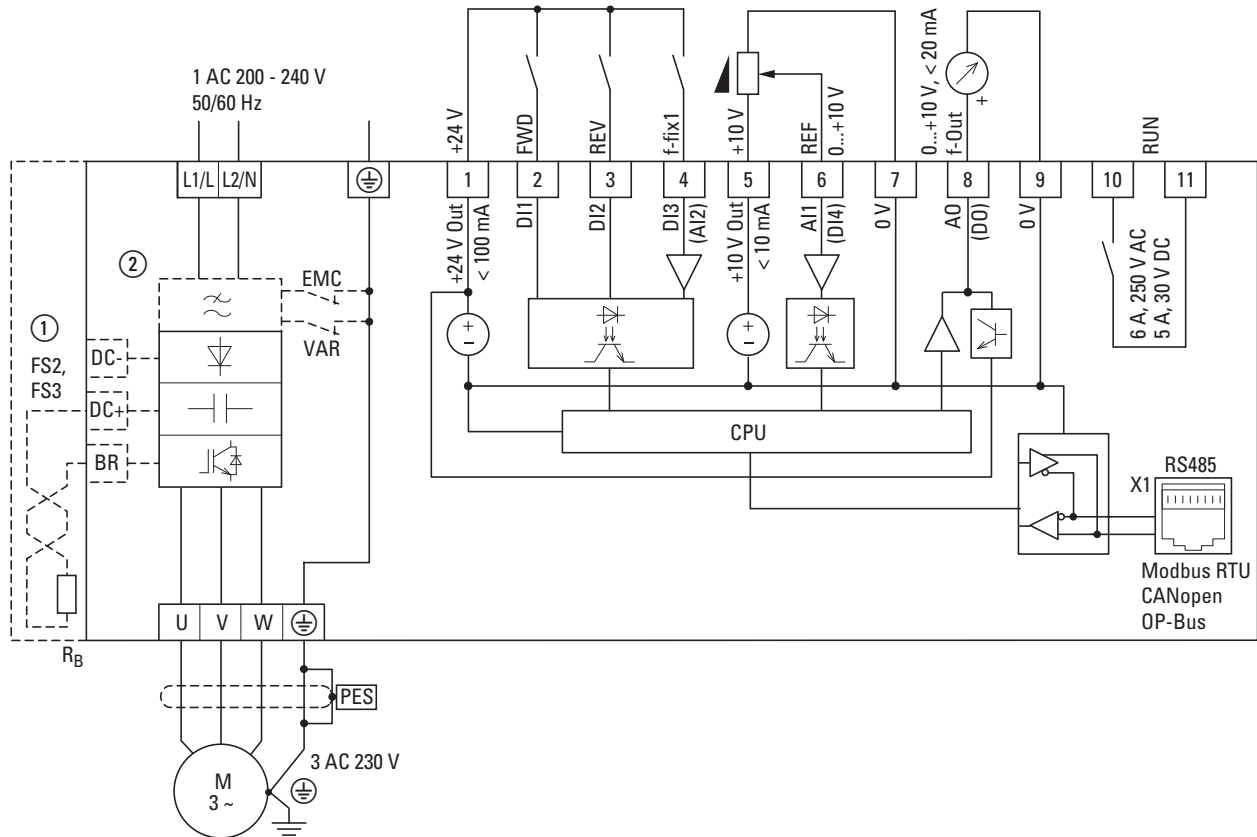 1 AC 200 - 240 V
50/60 Hz
+24 V
FWD
REV
f-fix1
+10 V
REF
0...+10 V
0...+10 V, < 20 mA
f-Out
+
RUN
L1/L
L2/N
1
2
3
4
5
6
7
8
9
10
11
+24 V Out
< 100 mA
DI1
DI2
DI3
(AI2)
+10 V Out
< 10 mA
AI1
(DI4)
0 V
A0
(DO)
0 V
6 A, 250 V AC
5 A, 30 V DC
2
EMC
VAR
1
FS2,
FS3
DC-
DC+
BR
+
-
+
-
CPU
X1
RS485
Modbus RTU
CANopen
OP-Bus
U
V
W
RB
PES
3 AC 230 V
M
3 ~